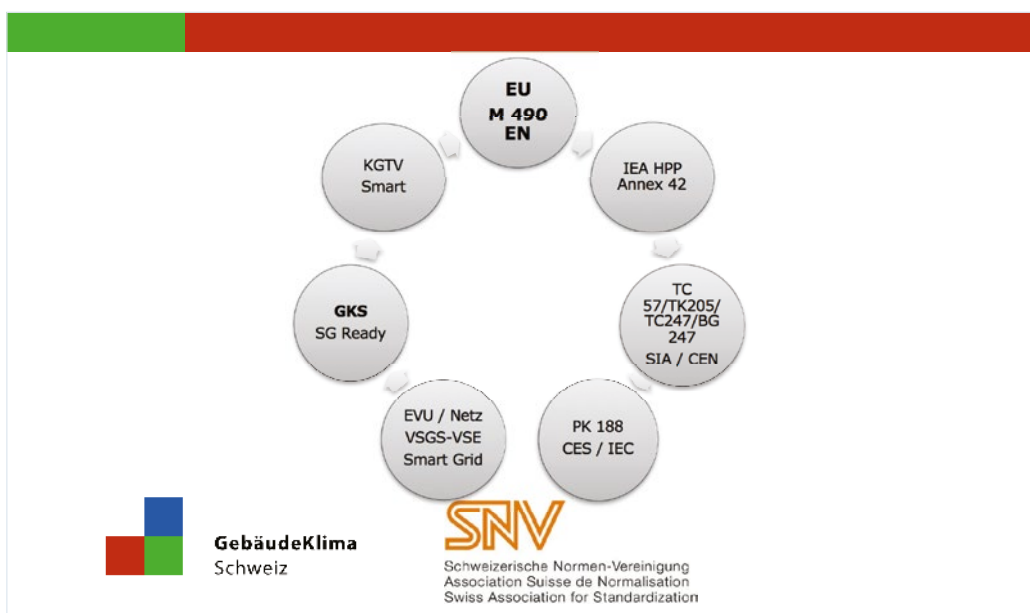 EU
M 490
EN
KGTV
Smart
IEA HPP
Annex 42
GKS
SG Ready
TC
57/TK205/
TC247/BG
247
SIA / CEN
EVU / Netz
VSGS-VSE
Smart Grid
PK 188
CES / IEC
GebäudeKlima
Schweiz
SNV
Schweizerische Normen-Vereinigung
Association Suisse de Normalisation
Swiss Association for Standardization